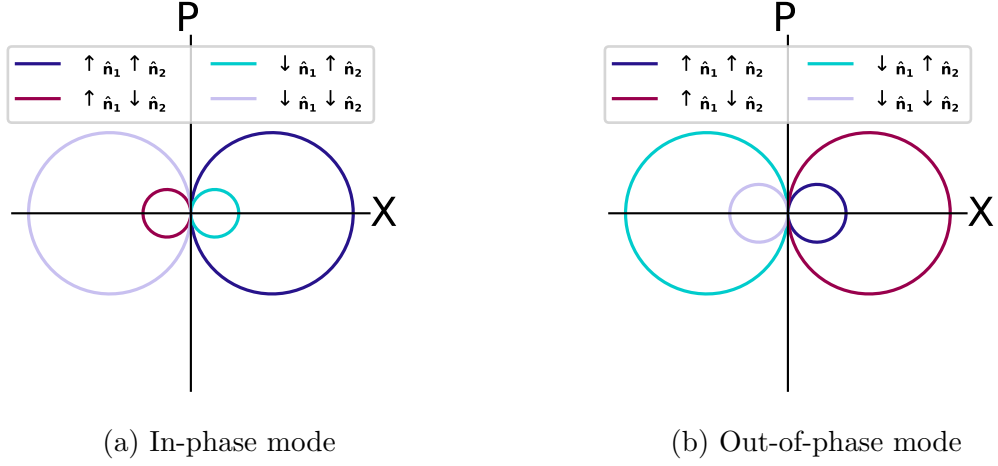 P
↑ n̂₁ ↑ n̂₂ ↓ n̂₁ ↑ n̂₂
↑ n̂₁ ↓ n̂₂ ↓ n̂₁ ↓ n̂₂
X
(a) In-phase mode
P
↑ n̂₁ ↑ n̂₂ ↓ n̂₁ ↑ n̂₂
↑ n̂₁ ↓ n̂₂ ↓ n̂₁ ↓ n̂₂
X
(b) Out-of-phase mode